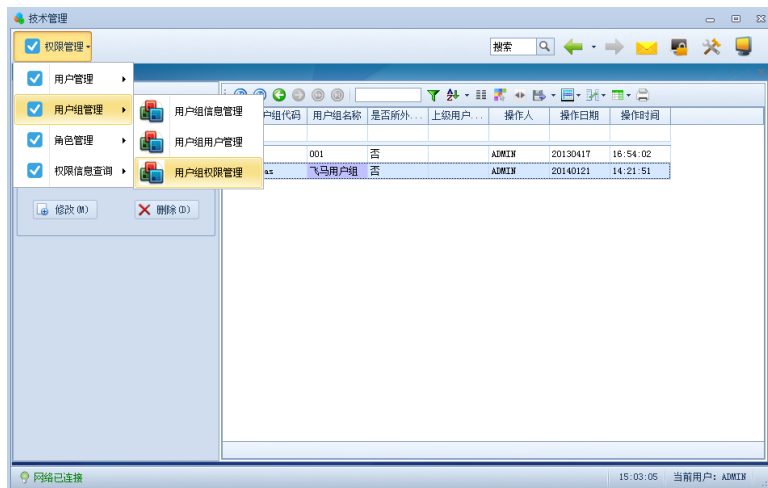 技术管理
权限管理
搜索
用户管理
用户组管理
角色管理
权限信息查询
用户组信息管理
用户组用户管理
用户组权限管理
户组代码 用户组名称 是否所外... 上级用户... 操作人 操作日期 操作时间
001 否 ADMIN 20130417 16:54:02
飞马用户组 否 ADMIN 20140121 14:21:51
修改(M) 删除(D)
网络已连接 15:03:05 当前用户: ADMIN